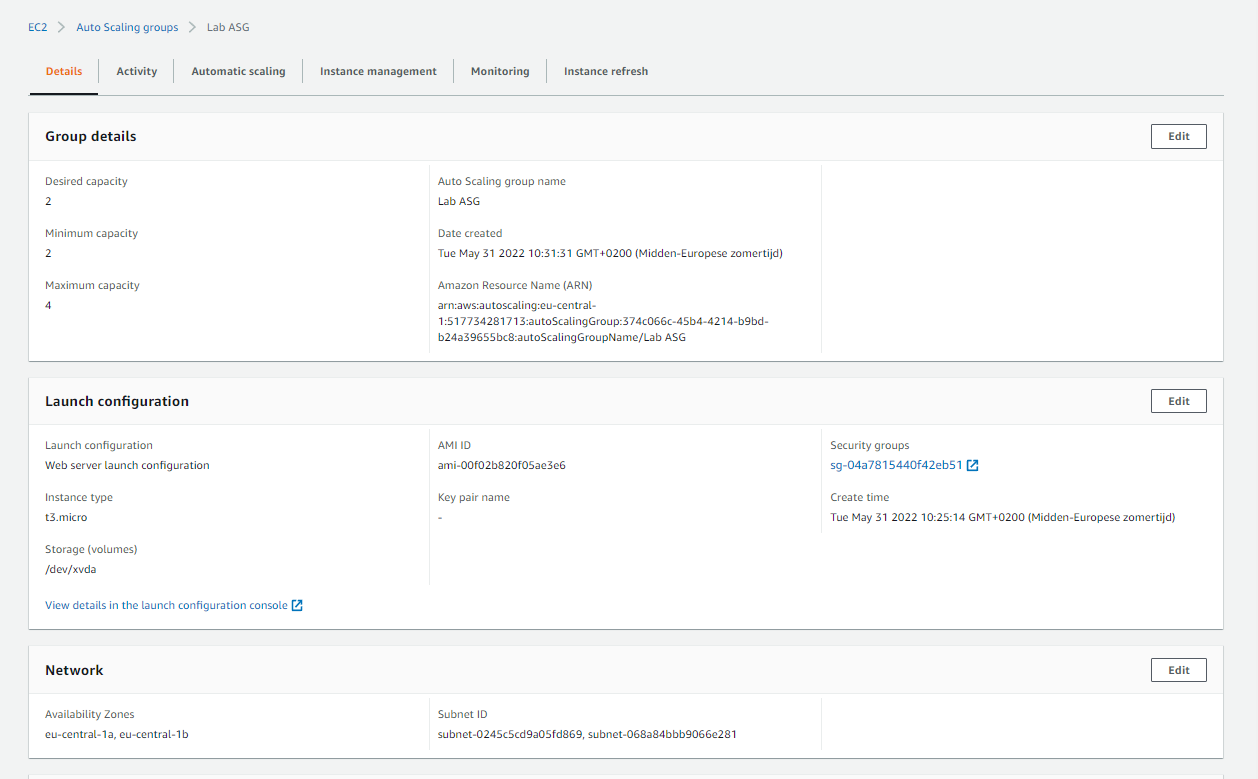 EC2 > Auto Scaling groups > Lab ASG
Details Activity Automatic scaling Instance management Monitoring Instance refresh
Group details Edit
Desired capacity
2
Minimum capacity
2
Maximum capacity
4
Auto Scaling group name
Lab ASG
Date created
Tue May 31 2022 10:31:31 GMT+0200 (Midden-Europese zomertijd)
Amazon Resource Name (ARN)
arn:aws:autoscaling:eu-central-
1:517734281713:autoScalingGroup:374c066c-45b4-4214-b9bd-
b24a39655bc8:autoScalingGroupName/Lab ASG
Launch configuration Edit
Launch configuration
Web server launch configuration
Instance type
t3.micro
Storage (volumes)
/dev/xvda
AMI ID
ami-00f02b820f05ae3e6
Key pair name
-
Security groups
sg-04a7815440f42eb51
Create time
Tue May 31 2022 10:25:14 GMT+0200 (Midden-Europese zomertijd)
View details in the launch configuration console
Network Edit
Availability Zones
eu-central-1a, eu-central-1b
Subnet ID
subnet-0245c5cd9a05fd869, subnet-068a84bbb9066e281